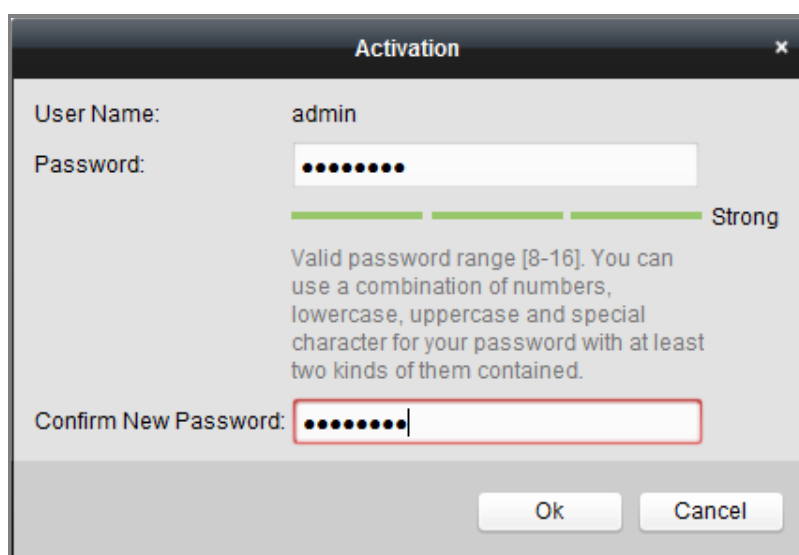 Activation
×
User Name: admin
Password: ●●●●●●●●
Strong
Valid password range [8-16]. You can
use a combination of numbers,
lowercase, uppercase and special
character for your password with at least
two kinds of them contained.
Confirm New Password: ●●●●●●●●
Ok Cancel